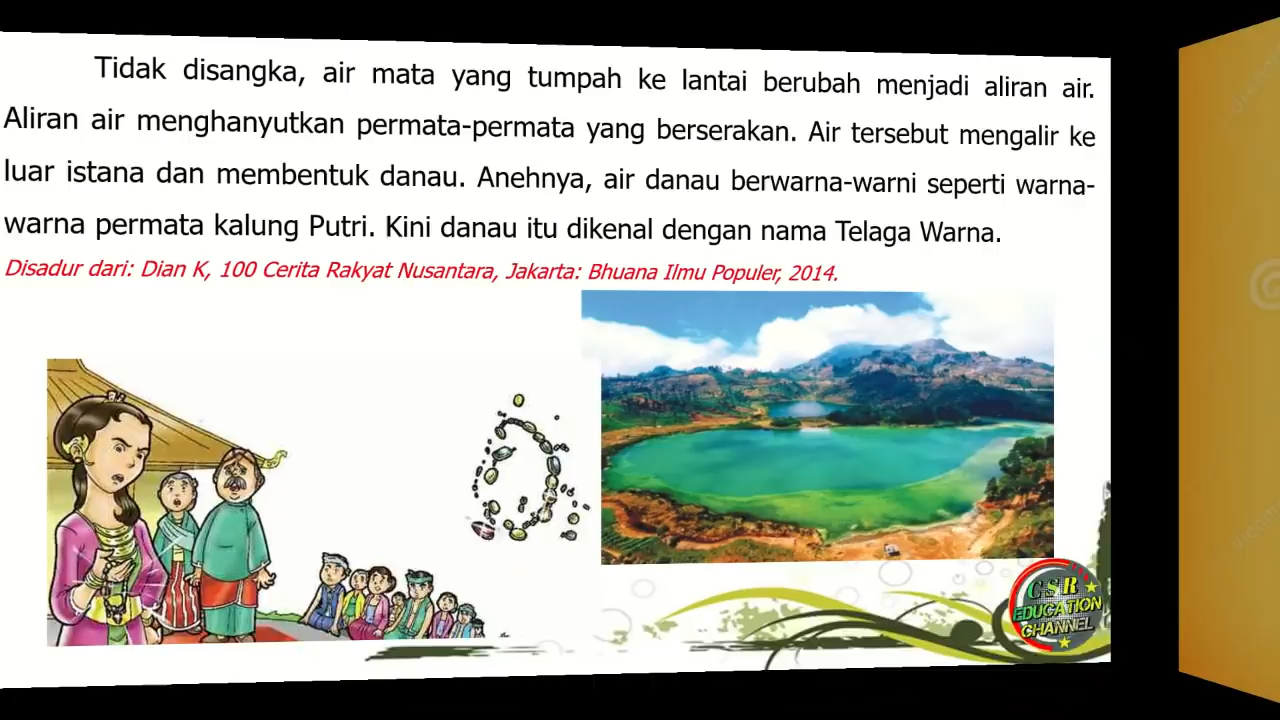 Tidak disangka, air mata yang tumpah ke lantai berubah menjadi aliran air.
Aliran air menghanyutkan permata-permata yang berserakan. Air tersebut mengalir ke
luar istana dan membentuk danau. Anehnya, air danau berwarna-warni seperti warna-
warna permata kalung Putri. Kini danau itu dikenal dengan nama Telaga Warna.
Disadur dari: Dian K, 100 Cerita Rakyat Nusantara, Jakarta: Bhuana Ilmu Populer, 2014.
CSR
EDUCATION
CHANNEL